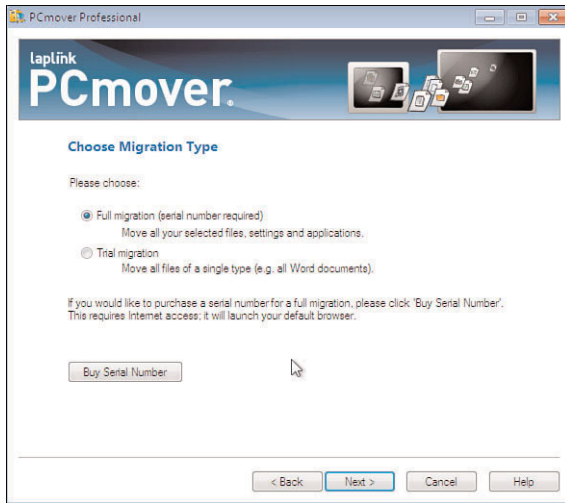 PCmover Professional
laplink
PCmover.
Choose Migration Type
Please choose:
Full migration (serial number required)
Move all your selected files, settings and applications.
Trial migration
Move all files of a single type (e.g. all Word documents).
If you would like to purchase a serial number for a full migration, please click 'Buy Serial Number'.
This requires Internet access; it will launch your default browser.
Buy Serial Number
< Back Next > Cancel Help